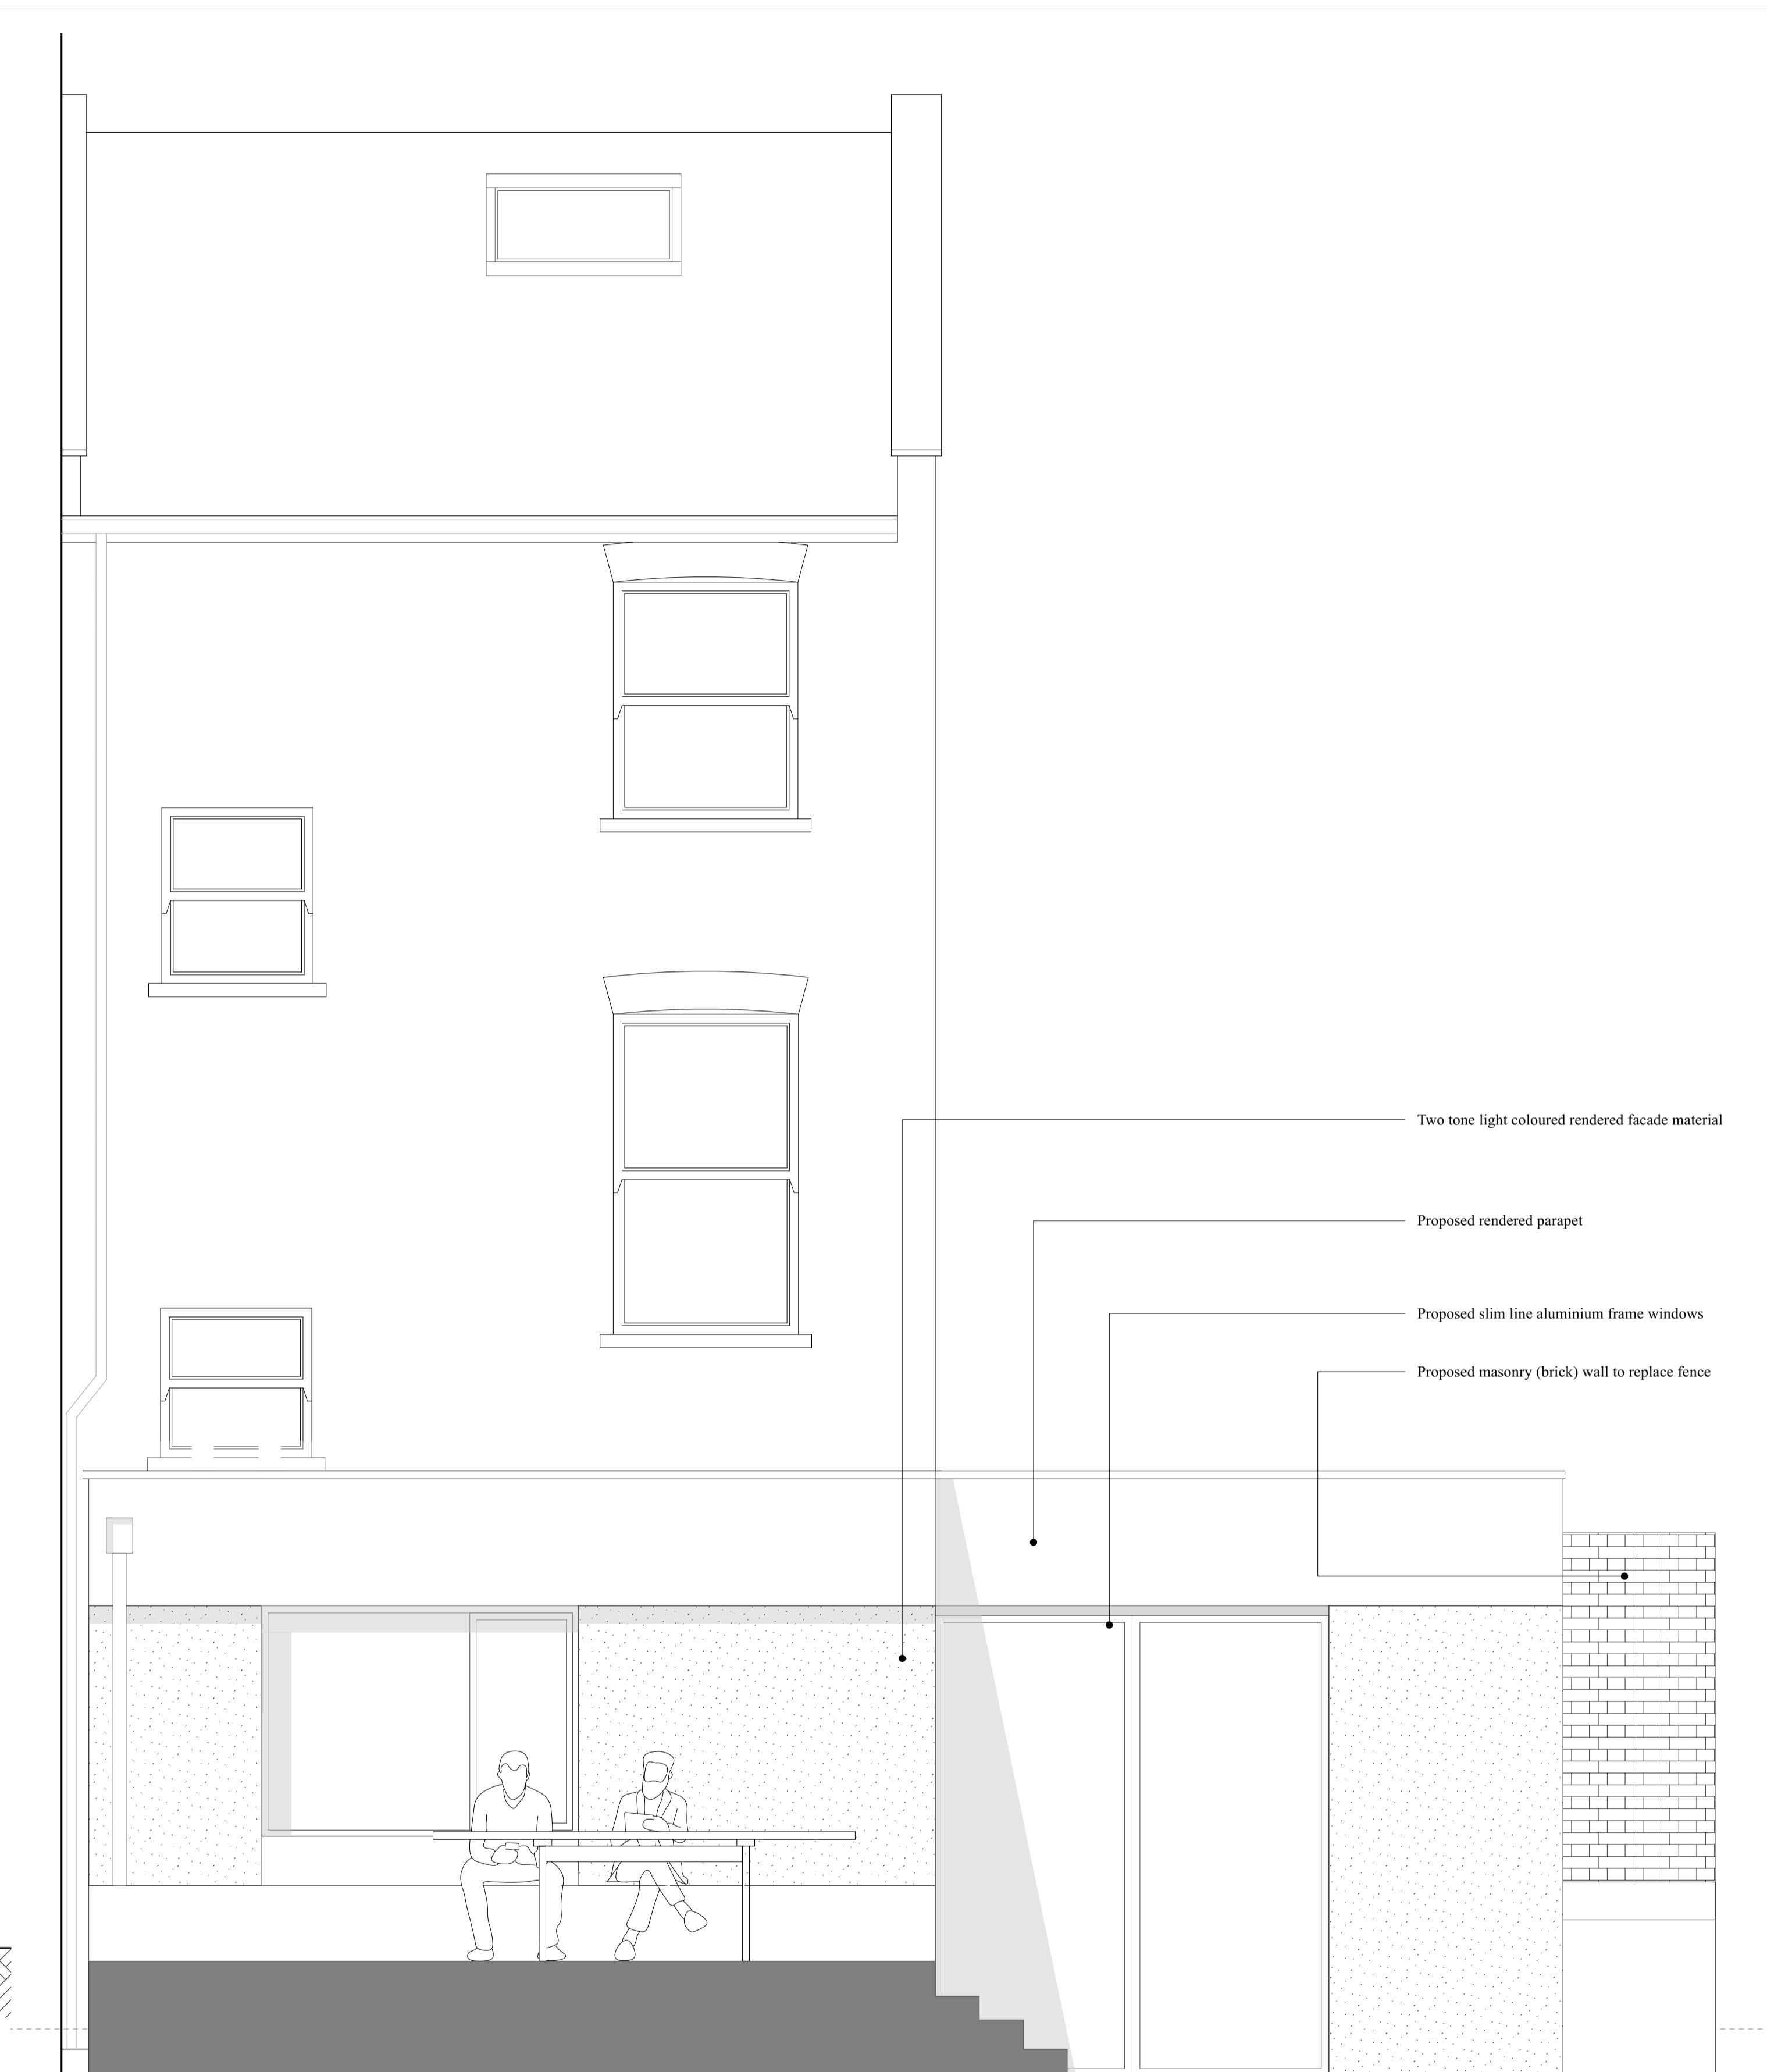 Two tone light coloured rendered facade material
Proposed rendered parapet
Proposed slim line aluminium frame windows
Proposed masonry (brick) wall to replace fence